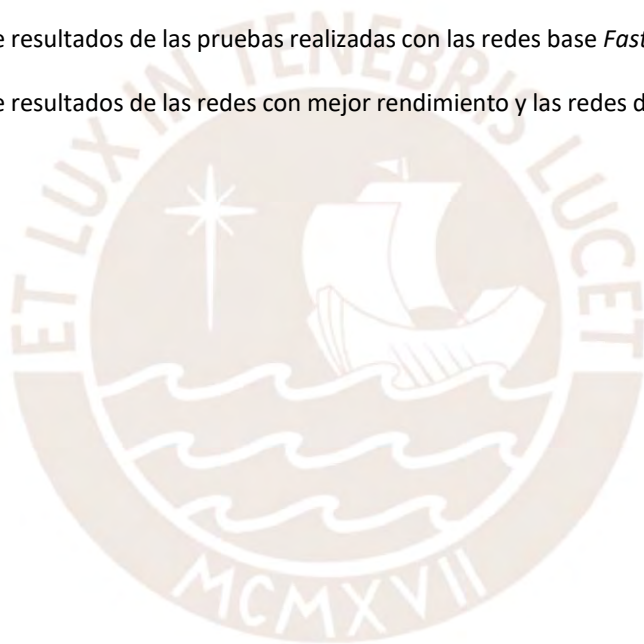 e resultados de las pruebas realizadas con las redes base Fast
e resultados de las redes con mejor rendimiento y las redes d
ET LUX IN TENEBRIS LUCET
MCMXVII